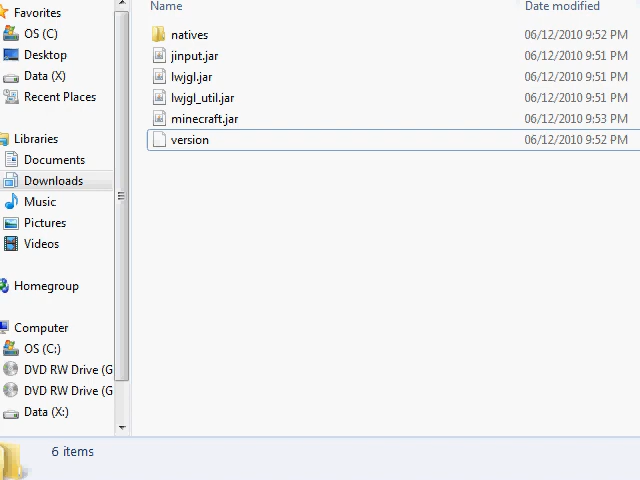 Name Date modified
Favorites
OS (C)
Desktop
Data (X)
Recent Places
Libraries
Documents
Downloads
Music
Pictures
Videos
Homegroup
Computer
OS (C:)
DVD RW Drive (G
DVD RW Drive (G
Data (X:)
natives 06/12/2010 9:52 PM
jinput.jar 06/12/2010 9:51 PM
lwjgl.jar 06/12/2010 9:51 PM
lwjgl_util.jar 06/12/2010 9:51 PM
minecraft.jar 06/12/2010 9:53 PM
version 06/12/2010 9:52 PM
6 items